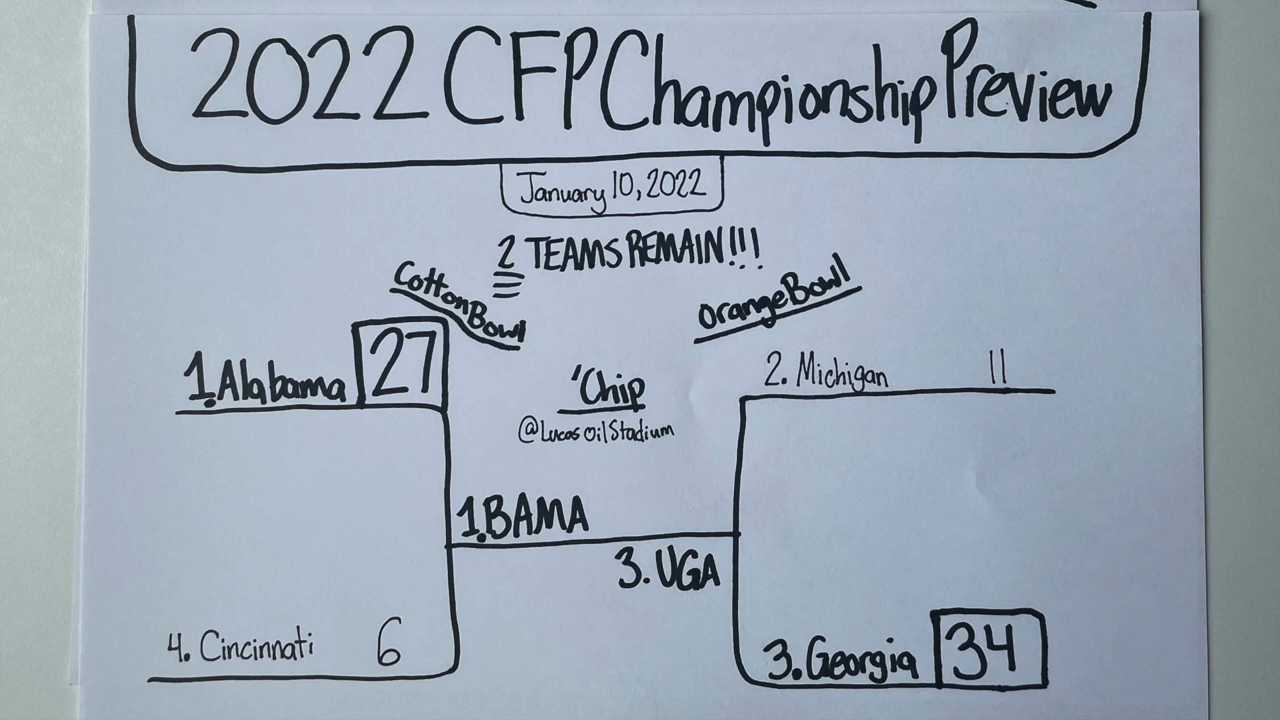 2022 CFP Championship Preview
January 10, 2022
2 TEAMS REMAIN!!!
Cotton Bowl
Orange Bowl
1. Alabama 27
'Chip
@Lucas Oil Stadium
2. Michigan 11
1. BAMA
3. UGA
4. Cincinnati 6
3. Georgia 34